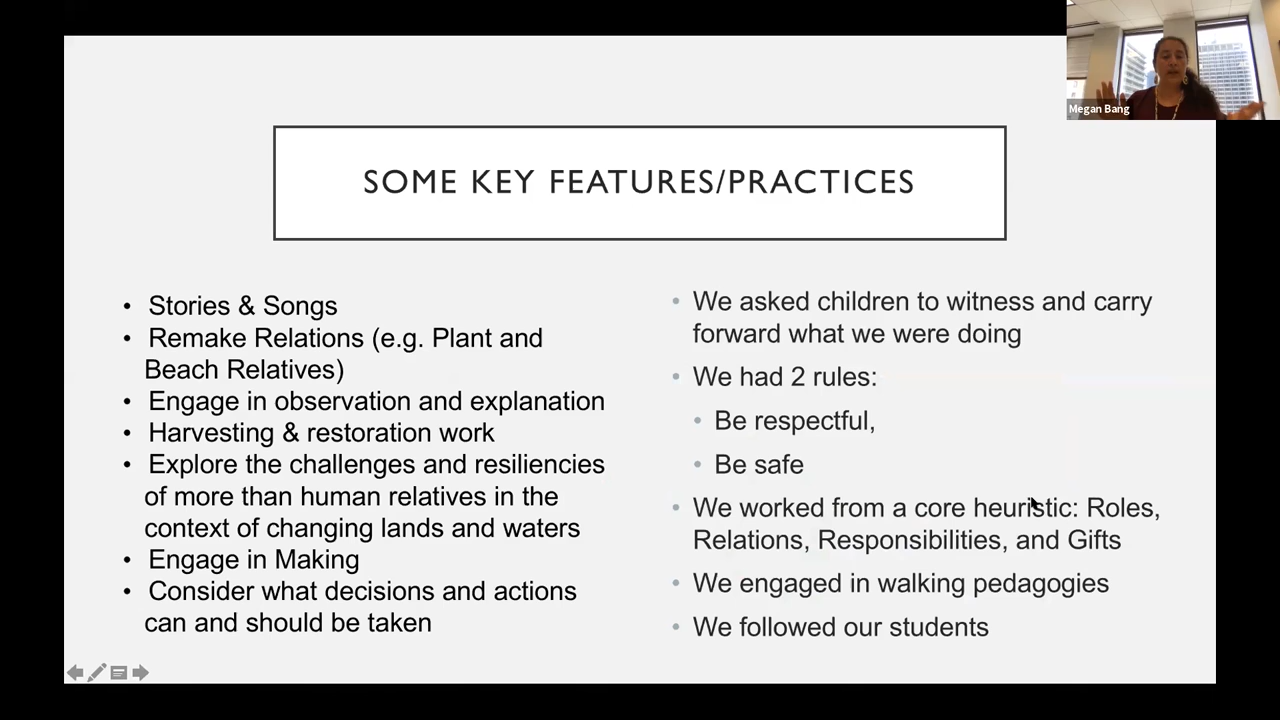 Megan Bang
SOME KEY FEATURES/PRACTICES
• Stories & Songs
• Remake Relations (e.g. Plant and
Beach Relatives)
• Engage in observation and explanation
• Harvesting & restoration work
• Explore the challenges and resiliencies
of more than human relatives in the
context of changing lands and waters
• Engage in Making
• Consider what decisions and actions
can and should be taken
• We asked children to witness and carry
forward what we were doing
• We had 2 rules:
• Be respectful,
• Be safe
• We worked from a core heuristic: Roles,
Relations, Responsibilities, and Gifts
• We engaged in walking pedagogies
• We followed our students